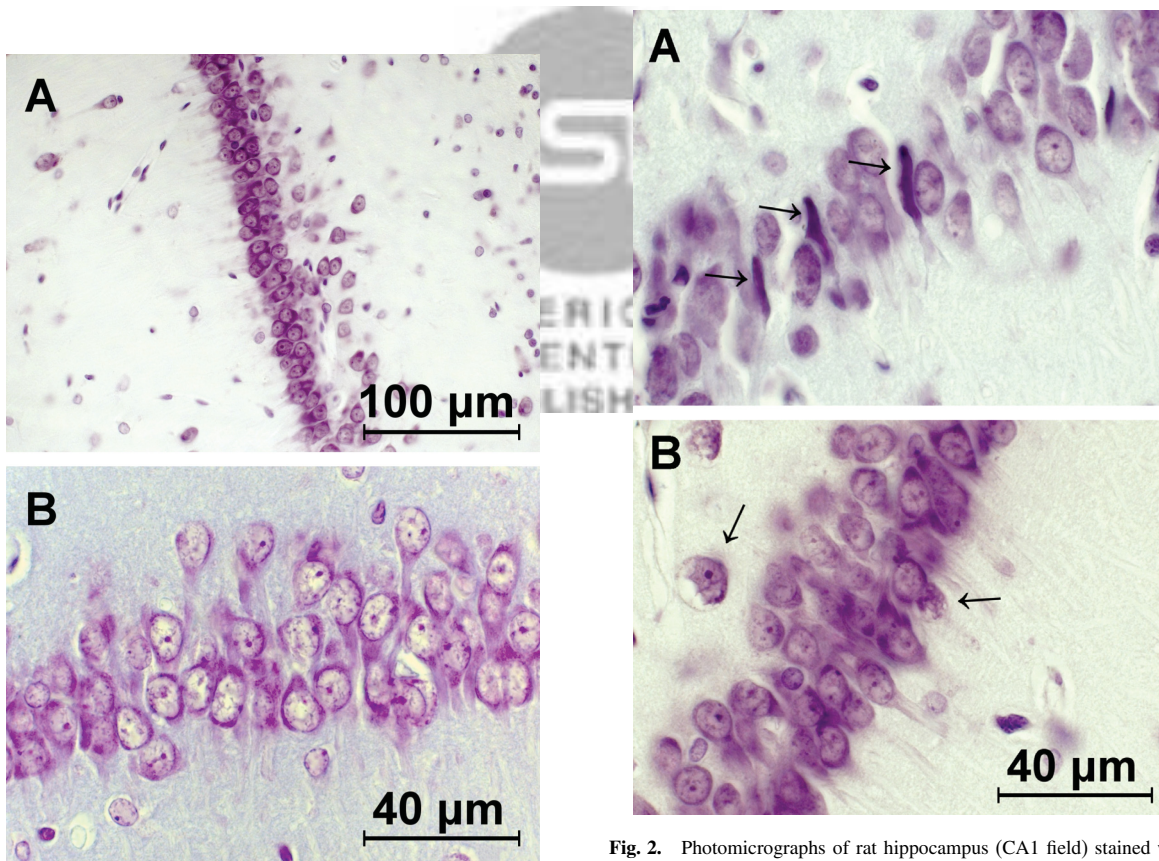 A
100 μm
B
40 μm
A
B
40 μm
Fig. 2. Photomicrographs of rat hippocampus (CA1 field) stained